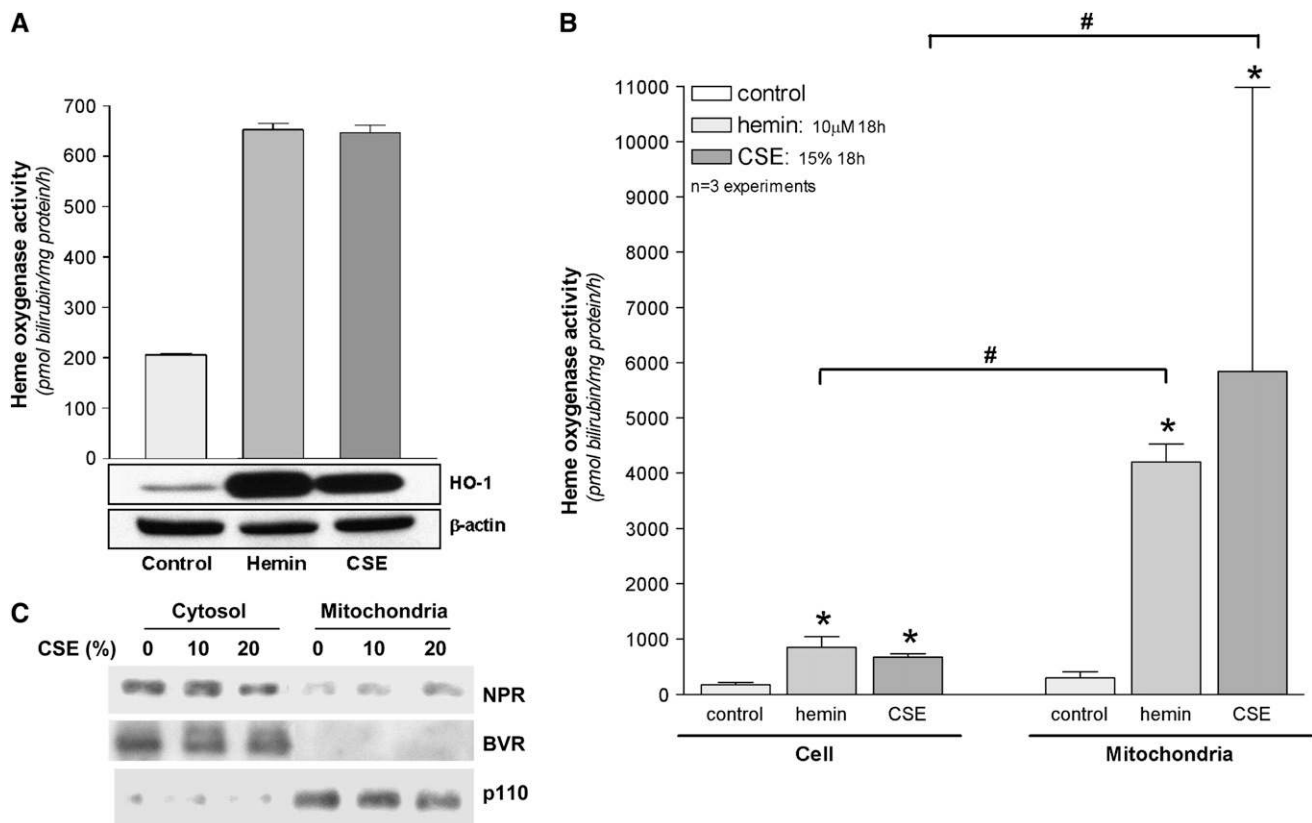 A
Heme oxygenase activity
(pmol bilirubin/mg protein/h)
700
600
500
400
300
200
100
0
HO-1
β-actin
Control Hemin CSE
B
#
Heme oxygenase activity
(pmol bilirubin/mg protein/h)
11000
10000
9000
8000
7000
6000
5000
4000
3000
2000
1000
0
control
hemin: 10μM 18h
CSE: 15% 18h
n=3 experiments
*
#
*
* *
control hemin CSE control hemin CSE
Cell Mitochondria
C
Cytosol Mitochondria
CSE (%) 0 10 20 0 10 20
NPR
BVR
p110